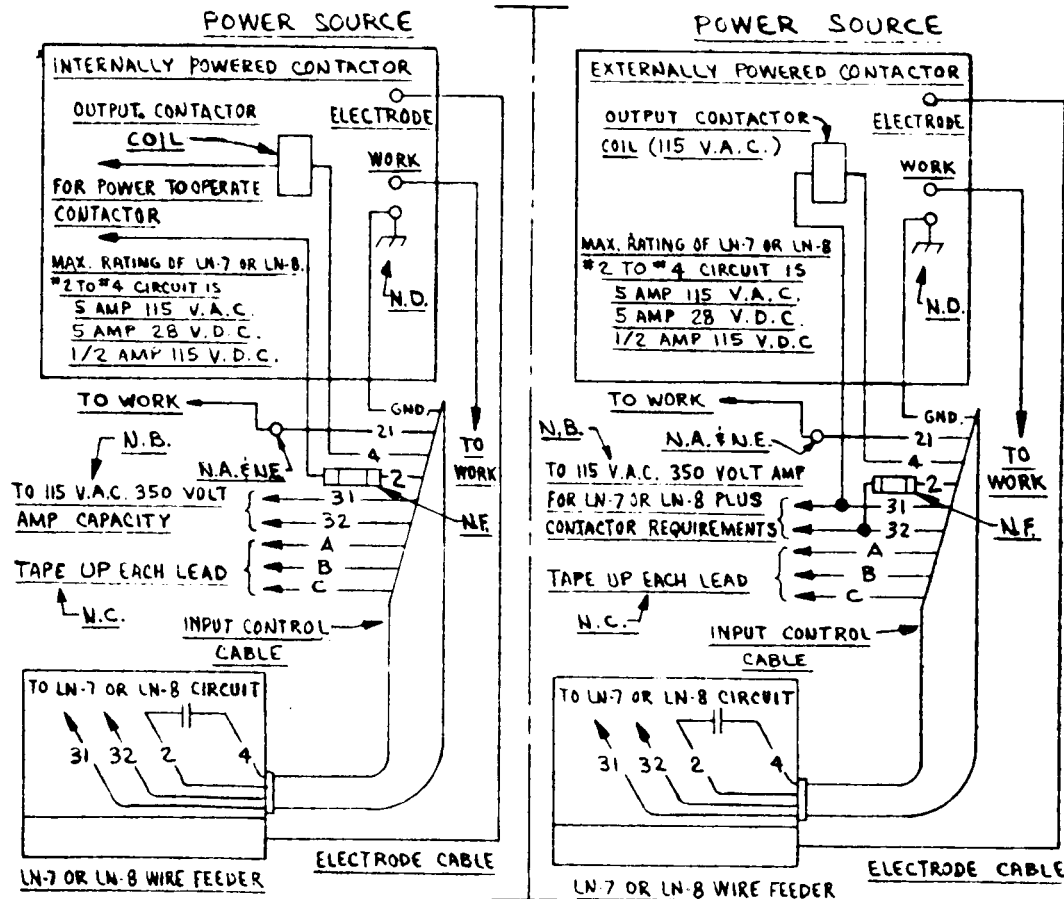 POWER SOURCE
INTERNALLY POWERED CONTACTOR
ELECTRODE
OUTPUT CONTACTOR
COIL
WORK
FOR POWER TO OPERATE
CONTACTOR
MAX. RATING OF LN-7 OR LN-8.
#2 TO #4 CIRCUIT IS
5 AMP 115 V.A.C.
5 AMP 28 V.D.C.
1/2 AMP 115 V.D.C.
N.D.
TO WORK
GND.
21
4
2
N.B.
N.A. & N.E.
TO WORK
TO 115 V.A.C. 350 VOLT
AMP CAPACITY
31
32
N.F.
A
B
C
TAPE UP EACH LEAD
N.C.
INPUT CONTROL
CABLE
TO LN-7 OR LN-8 CIRCUIT
31
32
2
4
ELECTRODE CABLE
LN-7 OR LN-8 WIRE FEEDER
POWER SOURCE
EXTERNALLY POWERED CONTACTOR
ELECTRODE
OUTPUT CONTACTOR
COIL (115 V.A.C.)
WORK
MAX. RATING OF LN-7 OR LN-8
#2 TO #4 CIRCUIT IS
5 AMP 115 V.A.C.
5 AMP 28 V.D.C.
1/2 AMP 115 V.D.C
N.D.
TO WORK
GND.
21
4
2
N.B.
N.A. & N.E.
TO
WORK
TO 115 V.A.C. 350 VOLT AMP
FOR LN-7 OR LN-8 PLUS
CONTACTOR REQUIREMENTS
31
32
N.F.
A
B
C
TAPE UP EACH LEAD
N.C.
INPUT CONTROL
CABLE
TO LN-7 OR LN-8 CIRCUIT
31
32
2
4
ELECTRODE CABLE
LN-7 OR LN-8 WIRE FEEDER